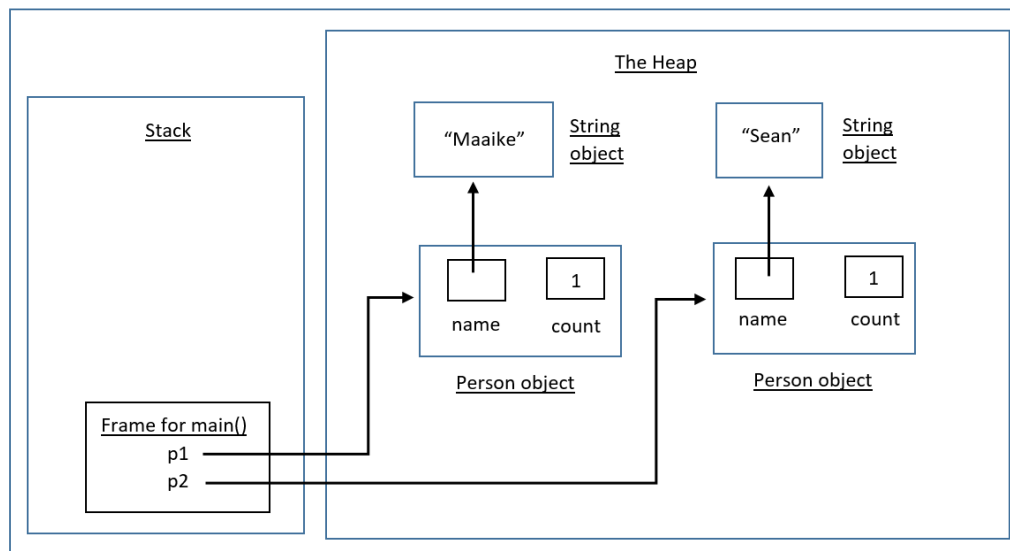 The Heap
Stack
“Maaike”
String
object
“Sean”
String
object
1
name
count
1
name
count
Person object
Person object
Frame for main()
p1
p2